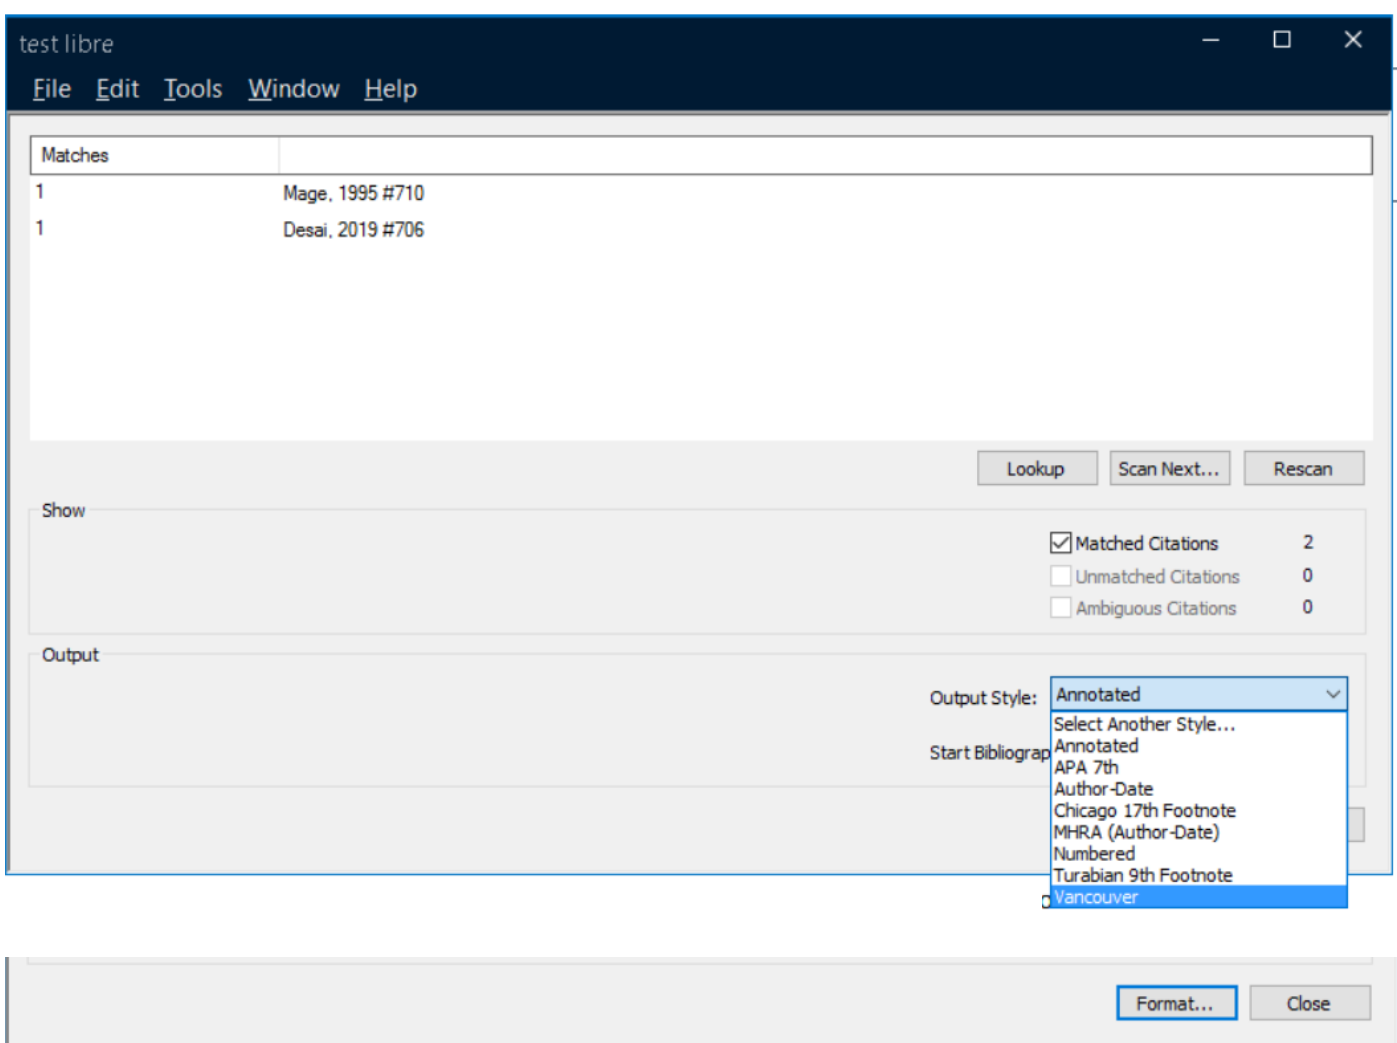 test libre
File Edit Tools Window Help
Matches
1 Mage, 1995 #710
1 Desai, 2019 #706
Lookup Scan Next... Rescan
Show
Matched Citations 2
Unmatched Citations 0
Ambiguous Citations 0
Output
Output Style: Annotated
Select Another Style...
Start Bibliograp
Annotated
APA 7th
Author-Date
Chicago 17th Footnote
MHRA (Author-Date)
Numbered
Turabian 9th Footnote
Vancouver
Format... Close